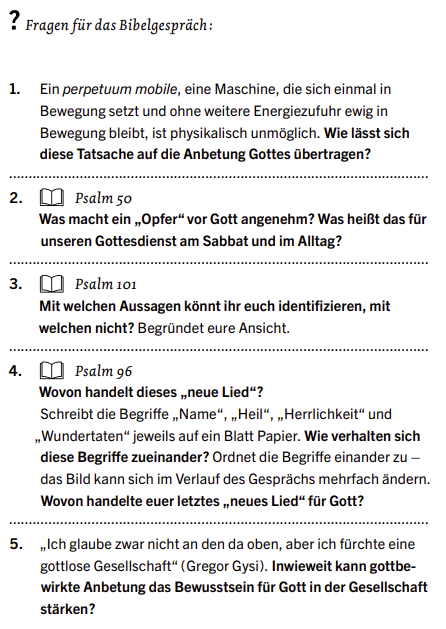 ? Fragen für das Bibelgespräch:
1. Ein perpetuum mobile, eine Maschine, die sich einmal in
Bewegung setzt und ohne weitere Energiezufuhr ewig in
Bewegung bleibt, ist physikalisch unmöglich. Wie lässt sich
diese Tatsache auf die Anbetung Gottes übertragen?
2. Psalm 50
Was macht ein „Opfer“ vor Gott angenehm? Was heißt das für
unseren Gottesdienst am Sabbat und im Alltag?
3. Psalm 101
Mit welchen Aussagen könnt ihr euch identifizieren, mit
welchen nicht? Begründet eure Ansicht.
4. Psalm 96
Wovon handelt dieses „neue Lied“?
Schreibt die Begriffe „Name“, „Heil“, „Herrlichkeit“ und
„Wundertaten“ jeweils auf ein Blatt Papier. Wie verhalten sich
diese Begriffe zueinander? Ordnet die Begriffe einander zu –
das Bild kann sich im Verlauf des Gesprächs mehrfach ändern.
Wovon handelte euer letztes „neues Lied“ für Gott?
5. „Ich glaube zwar nicht an den da oben, aber ich fürchte eine
gottlose Gesellschaft“ (Gregor Gysi). Inwieweit kann gottbe-
wirkte Anbetung das Bewusstsein für Gott in der Gesellschaft
stärken?